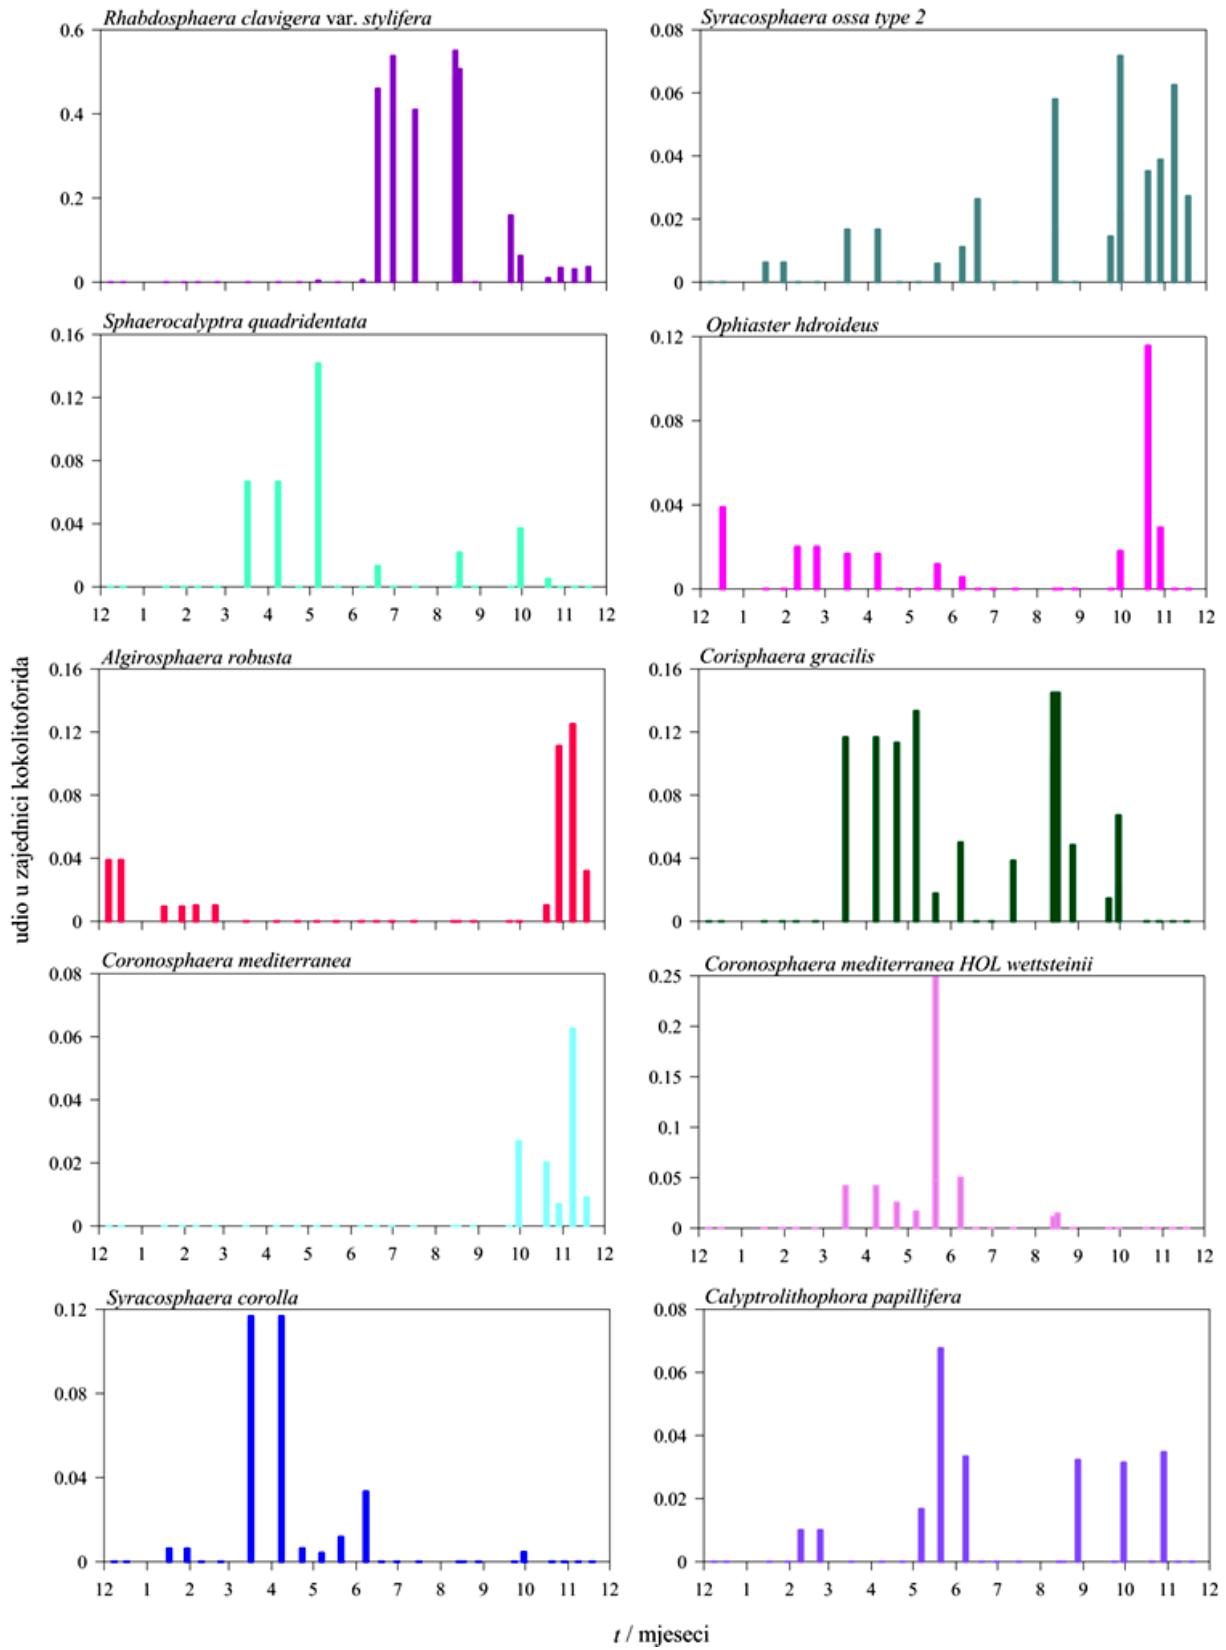 Rhabdosphaera clavigera var. stylifera
0.6
0.4
0.2
0
Syracosphaera ossa type 2
0.08
0.06
0.04
0.02
0
Sphaerocalyptra quadridentata
0.16
0.12
0.08
0.04
0
12 1 2 3 4 5 6 7 8 9 10 11 12
Ophiaster hdroideus
0.12
0.08
0.04
0
12 1 2 3 4 5 6 7 8 9 10 11 12
udio u zajednici kokolitoforida
Algirosphaera robusta
0.16
0.12
0.08
0.04
0
Corisphaera gracilis
0.16
0.12
0.08
0.04
0
Coronosphaera mediterranea
0.08
0.06
0.04
0.02
0
12 1 2 3 4 5 6 7 8 9 10 11 12
Coronosphaera mediterranea HOL wettsteinii
0.25
0.2
0.15
0.1
0.05
0
12 1 2 3 4 5 6 7 8 9 10 11 12
Syracosphaera corolla
0.12
0.08
0.04
0
12 1 2 3 4 5 6 7 8 9 10 11 12
Calyptrolithophora papillifera
0.08
0.06
0.04
0.02
0
12 1 2 3 4 5 6 7 8 9 10 11 12
t / mjeseci